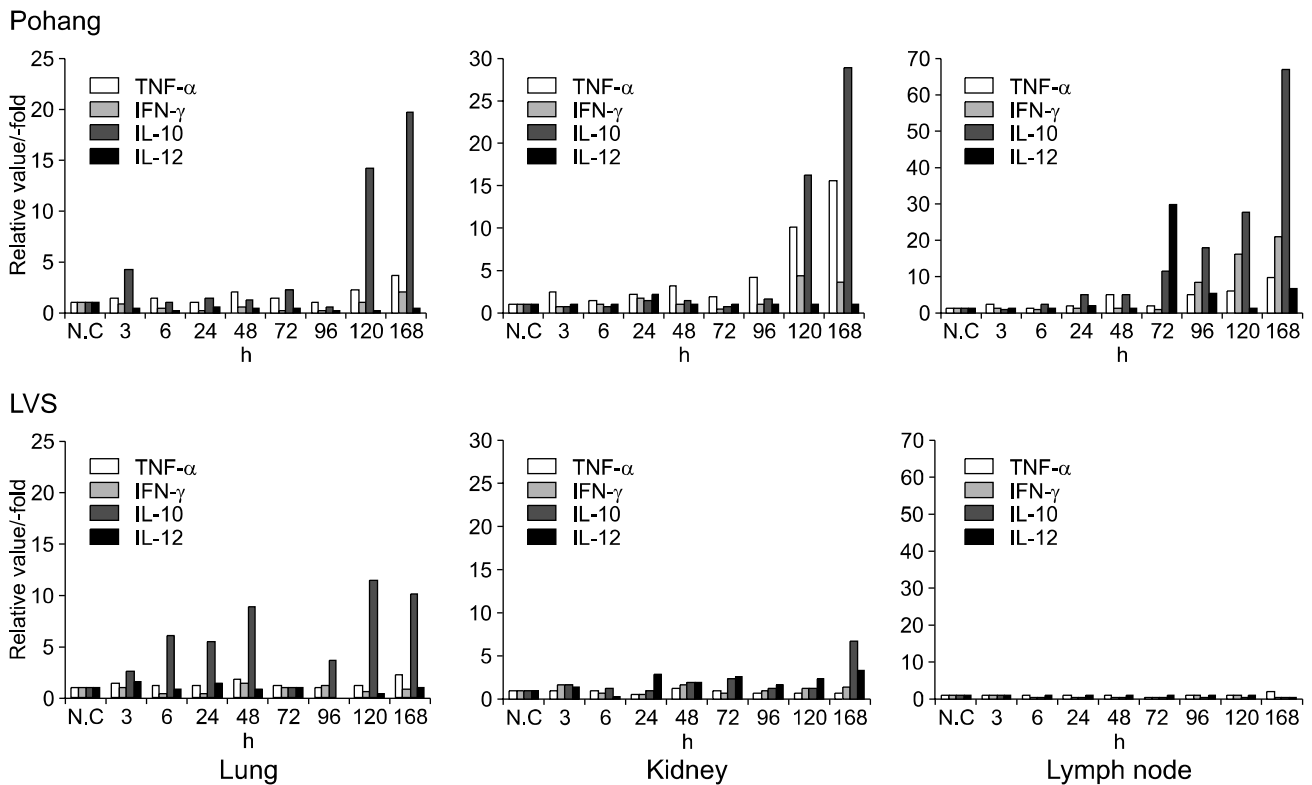 Pohang
Relative value/-fold
25
20
15
10
5
0
TNF-α
IFN-γ
IL-10
IL-12
N.C 3 6 24 48 72 96 120 168
h
30
25
20
15
10
5
0
TNF-α
IFN-γ
IL-10
IL-12
N.C 3 6 24 48 72 96 120 168
h
70
60
50
40
30
20
10
0
TNF-α
IFN-γ
IL-10
IL-12
N.C 3 6 24 48 72 96 120 168
h
LVS
Relative value/-fold
25
20
15
10
5
0
TNF-α
IFN-γ
IL-10
IL-12
N.C 3 6 24 48 72 96 120 168
h
Lung
30
25
20
15
10
5
0
TNF-α
IFN-γ
IL-10
IL-12
N.C 3 6 24 48 72 96 120 168
h
Kidney
70
60
50
40
30
20
10
0
TNF-α
IFN-γ
IL-10
IL-12
N.C 3 6 24 48 72 96 120 168
h
Lymph node